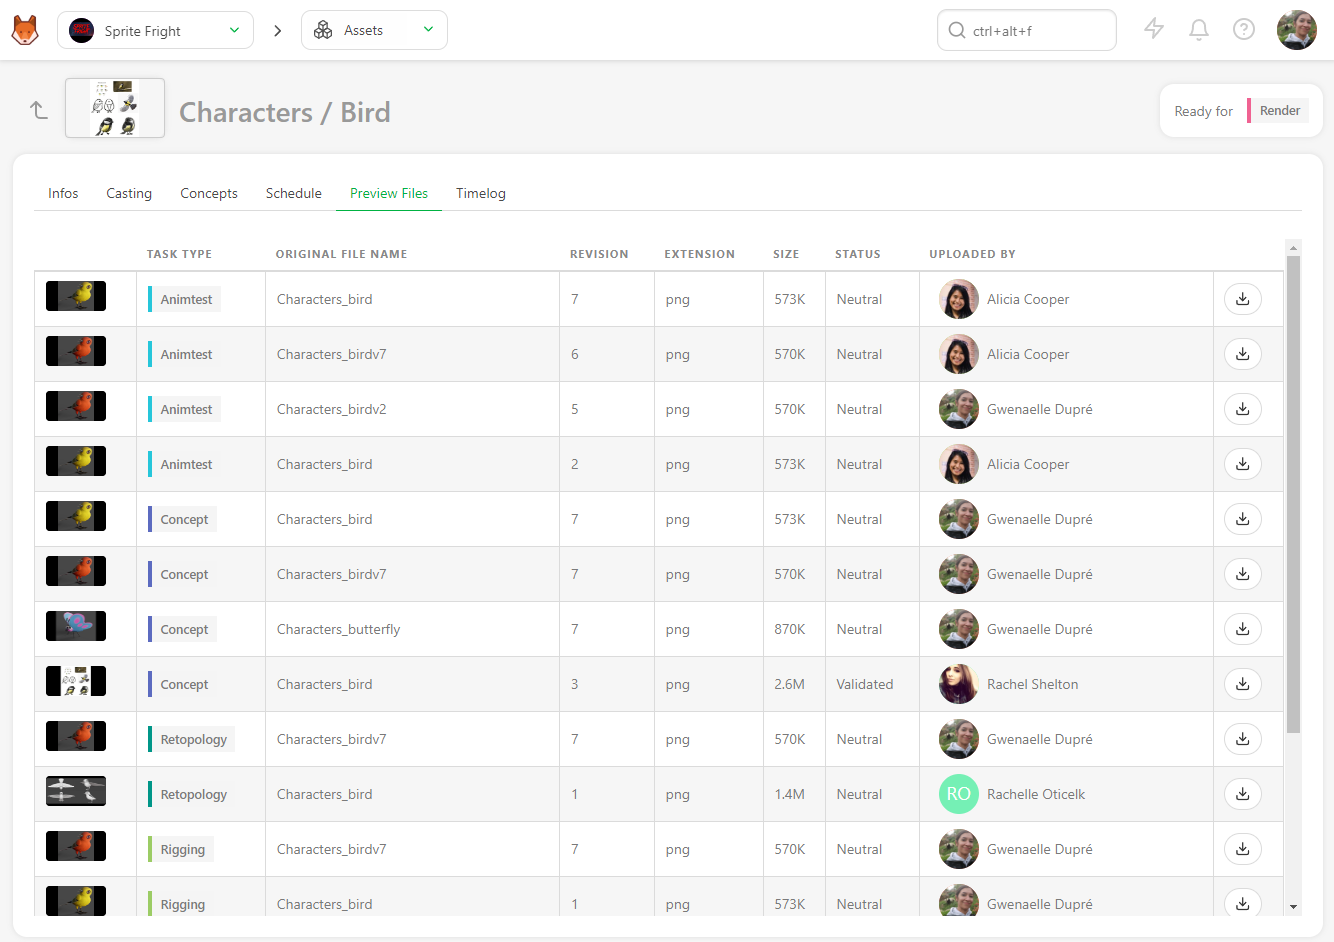 Sprite Fright
Assets
ctrl+alt+f
Characters / Bird
Ready for Render
Infos Casting Concepts Schedule Preview Files Timelog
TASK TYPE ORIGINAL FILE NAME REVISION EXTENSION SIZE STATUS UPLOADED BY
Animtest Characters_bird 7 png 573K Neutral Alicia Cooper
Animtest Characters_birdv7 6 png 570K Neutral Alicia Cooper
Animtest Characters_birdv2 5 png 570K Neutral Gwenaelle Dupré
Animtest Characters_bird 2 png 573K Neutral Alicia Cooper
Concept Characters_bird 7 png 573K Neutral Gwenaelle Dupré
Concept Characters_birdv7 7 png 570K Neutral Gwenaelle Dupré
Concept Characters_butterfly 7 png 870K Neutral Gwenaelle Dupré
Concept Characters_bird 3 png 2.6M Validated Rachel Shelton
Retopology Characters_birdv7 7 png 570K Neutral Gwenaelle Dupré
Retopology Characters_bird 1 png 1.4M Neutral RO Rachelle Oticelk
Rigging Characters_birdv7 7 png 570K Neutral Gwenaelle Dupré
Rigging Characters_bird 1 png 573K Neutral Gwenaelle Dupré